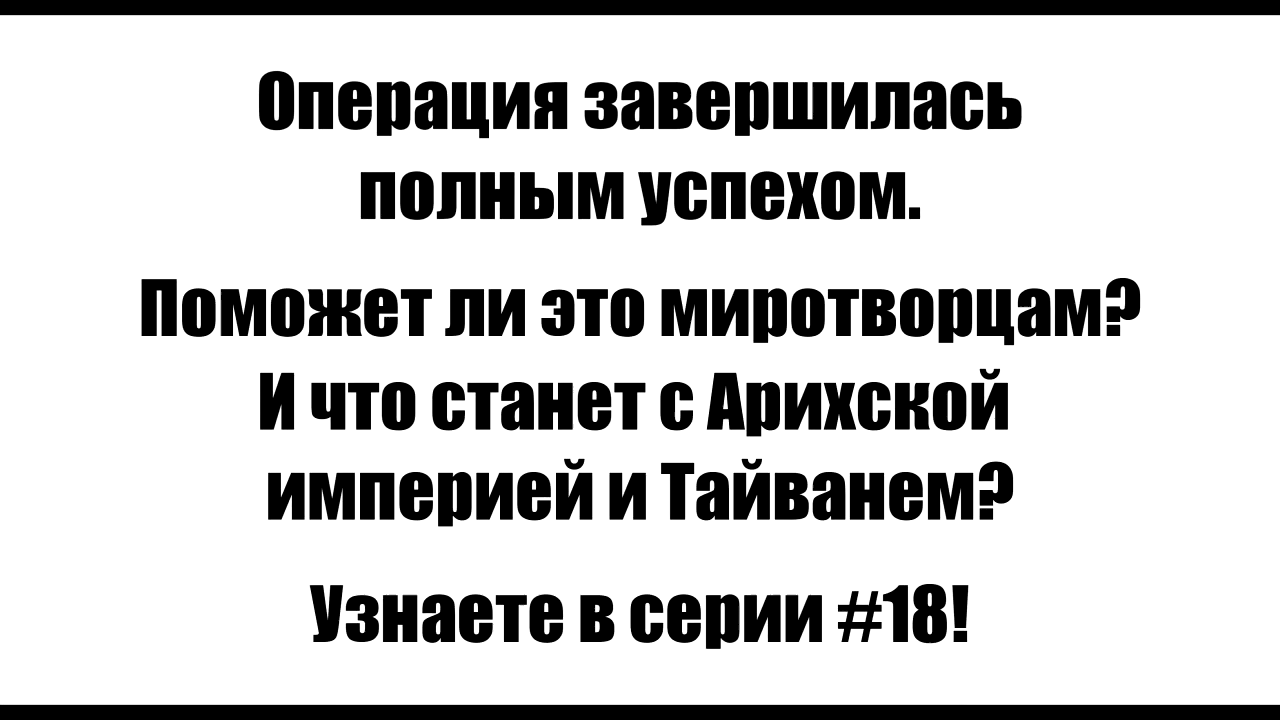 Операция завершилась
полным успехом.
Поможет ли это миротворцам?
И что станет с Арихской
империей и Тайванем?
Узнаете в серии #18!